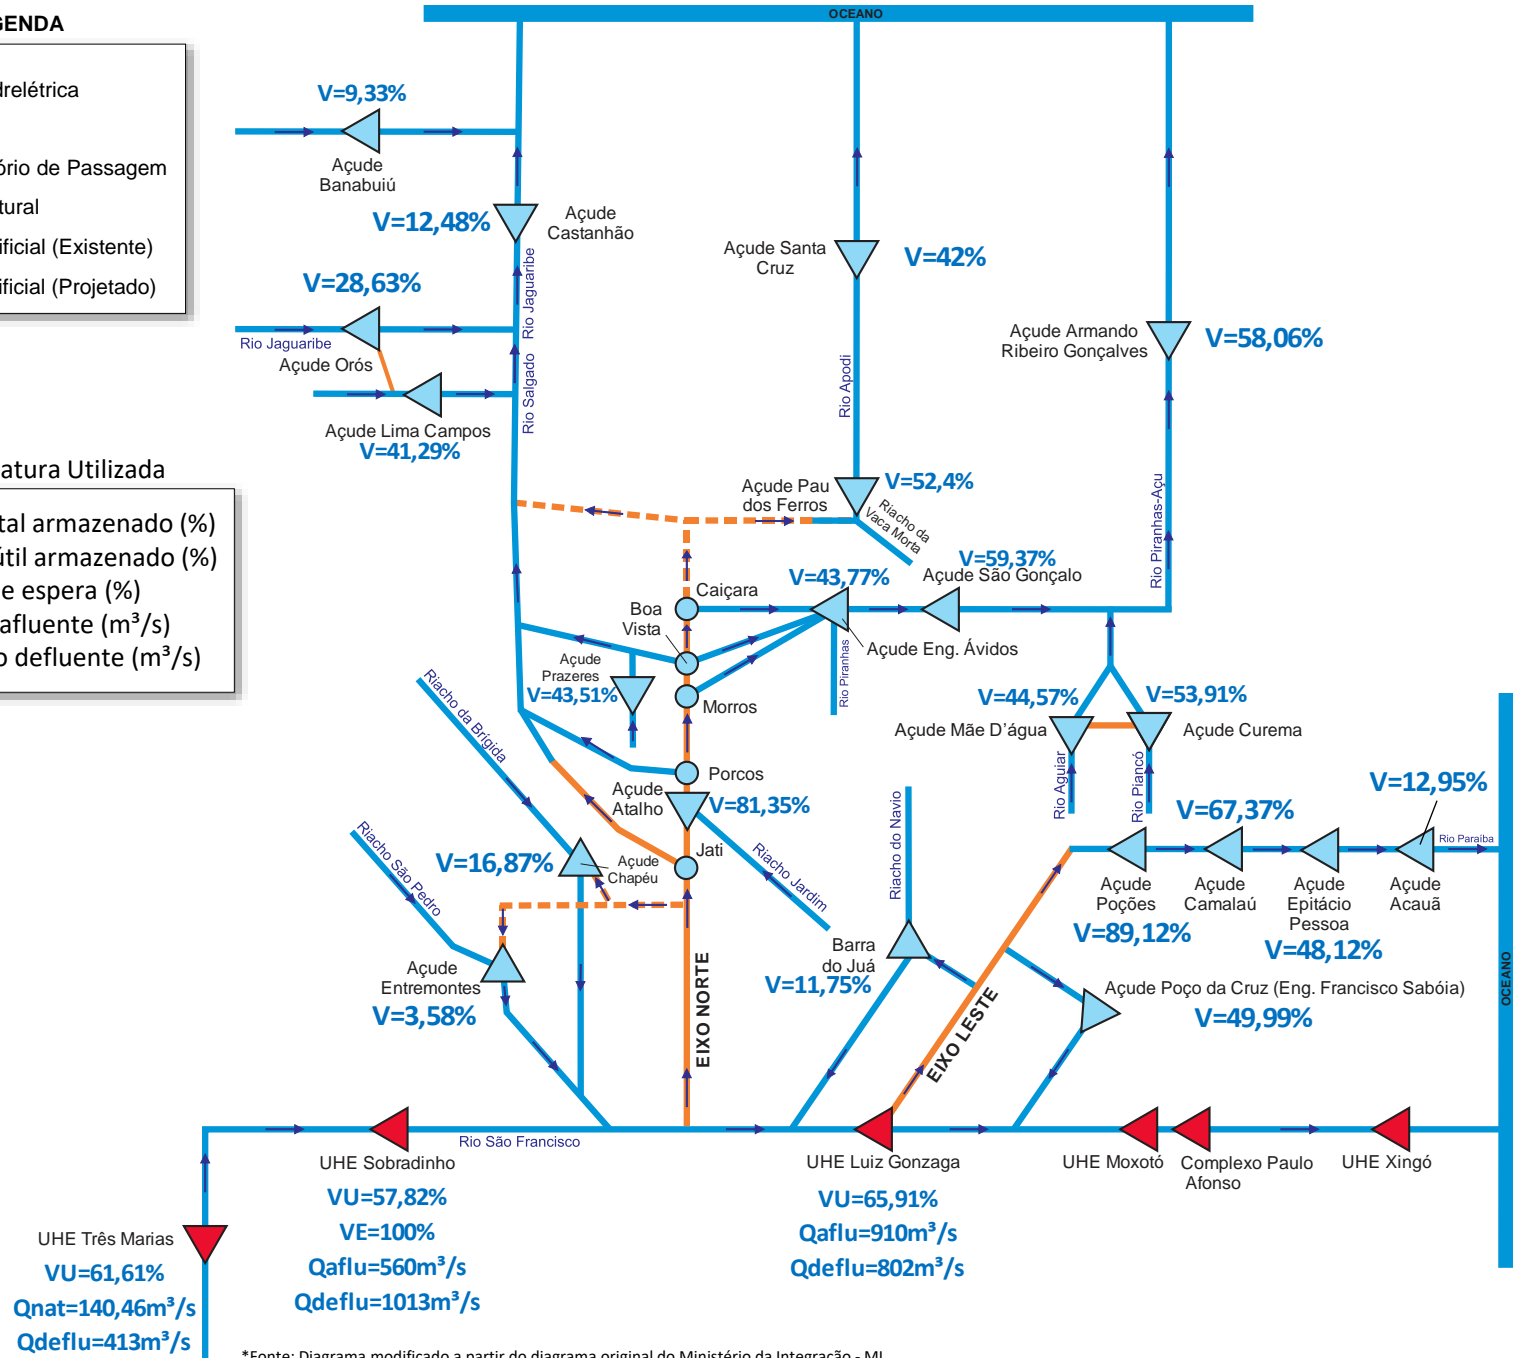 OCEANO
GENDA
drelétrica
ório de Passagem
tural
ificial (Existente)
ificial (Projetado)
V=9,33%
Açude
Banabuiú
V=12,48%
Açude
Castanhão
V=28,63%
Rio Jaguaribe
Açude Orós
Rio Jaguaribe
Rio Salgado
Açude Lima Campos
V=41,29%
Açude Santa
Cruz
V=42%
Rio Apodi
Açude Armando
Ribeiro Gonçalves
V=58,06%
Rio Piranhas-Açu
atura Utilizada
tal armazenado (%)
útil armazenado (%)
e espera (%)
afluente (m³/s)
o defluente (m³/s)
Açude Pau
dos Ferros
V=52,4%
Riacho da
Vaca Morta
V=59,37%
Açude São Gonçalo
V=43,77%
Caiçara
Boa
Vista
Açude Eng. Ávidos
Rio Piranhas
Açude
Prazeres
V=43,51%
Morros
Riacho da Brígida
Porcos
Açude
Atalho
V=81,35%
Jati
Riacho Jardim
V=44,57%
Açude Mãe D'água
V=53,91%
Açude Curema
Rio Aguiar
Rio Piancó
V=12,95%
V=67,37%
Rio Paraíba
Açude
Poções
V=89,12%
Açude
Camalaú
Açude
Epitácio
Pessoa
V=48,12%
Açude
Acauã
Riacho São Pedro
V=16,87%
Açude
Chapéu
Riacho do Navio
Barra
do Juá
V=11,75%
Açude
Entremontes
V=3,58%
EIXO NORTE
EIXO LESTE
Açude Poço da Cruz (Eng. Francisco Sabóia)
V=49,99%
OCEANO
Rio São Francisco
UHE Sobradinho
VU=57,82%
VE=100%
Qaflu=560m³/s
Qdeflu=1013m³/s
UHE Luiz Gonzaga
VU=65,91%
Qaflu=910m³/s
Qdeflu=802m³/s
UHE Moxotó
Complexo Paulo
Afonso
UHE Xingó
UHE Três Marias
VU=61,61%
Qnat=140,46m³/s
Qdeflu=413m³/s
*Fonte: Diagrama modificado a partir do diagrama original do Ministério da Integração - MI